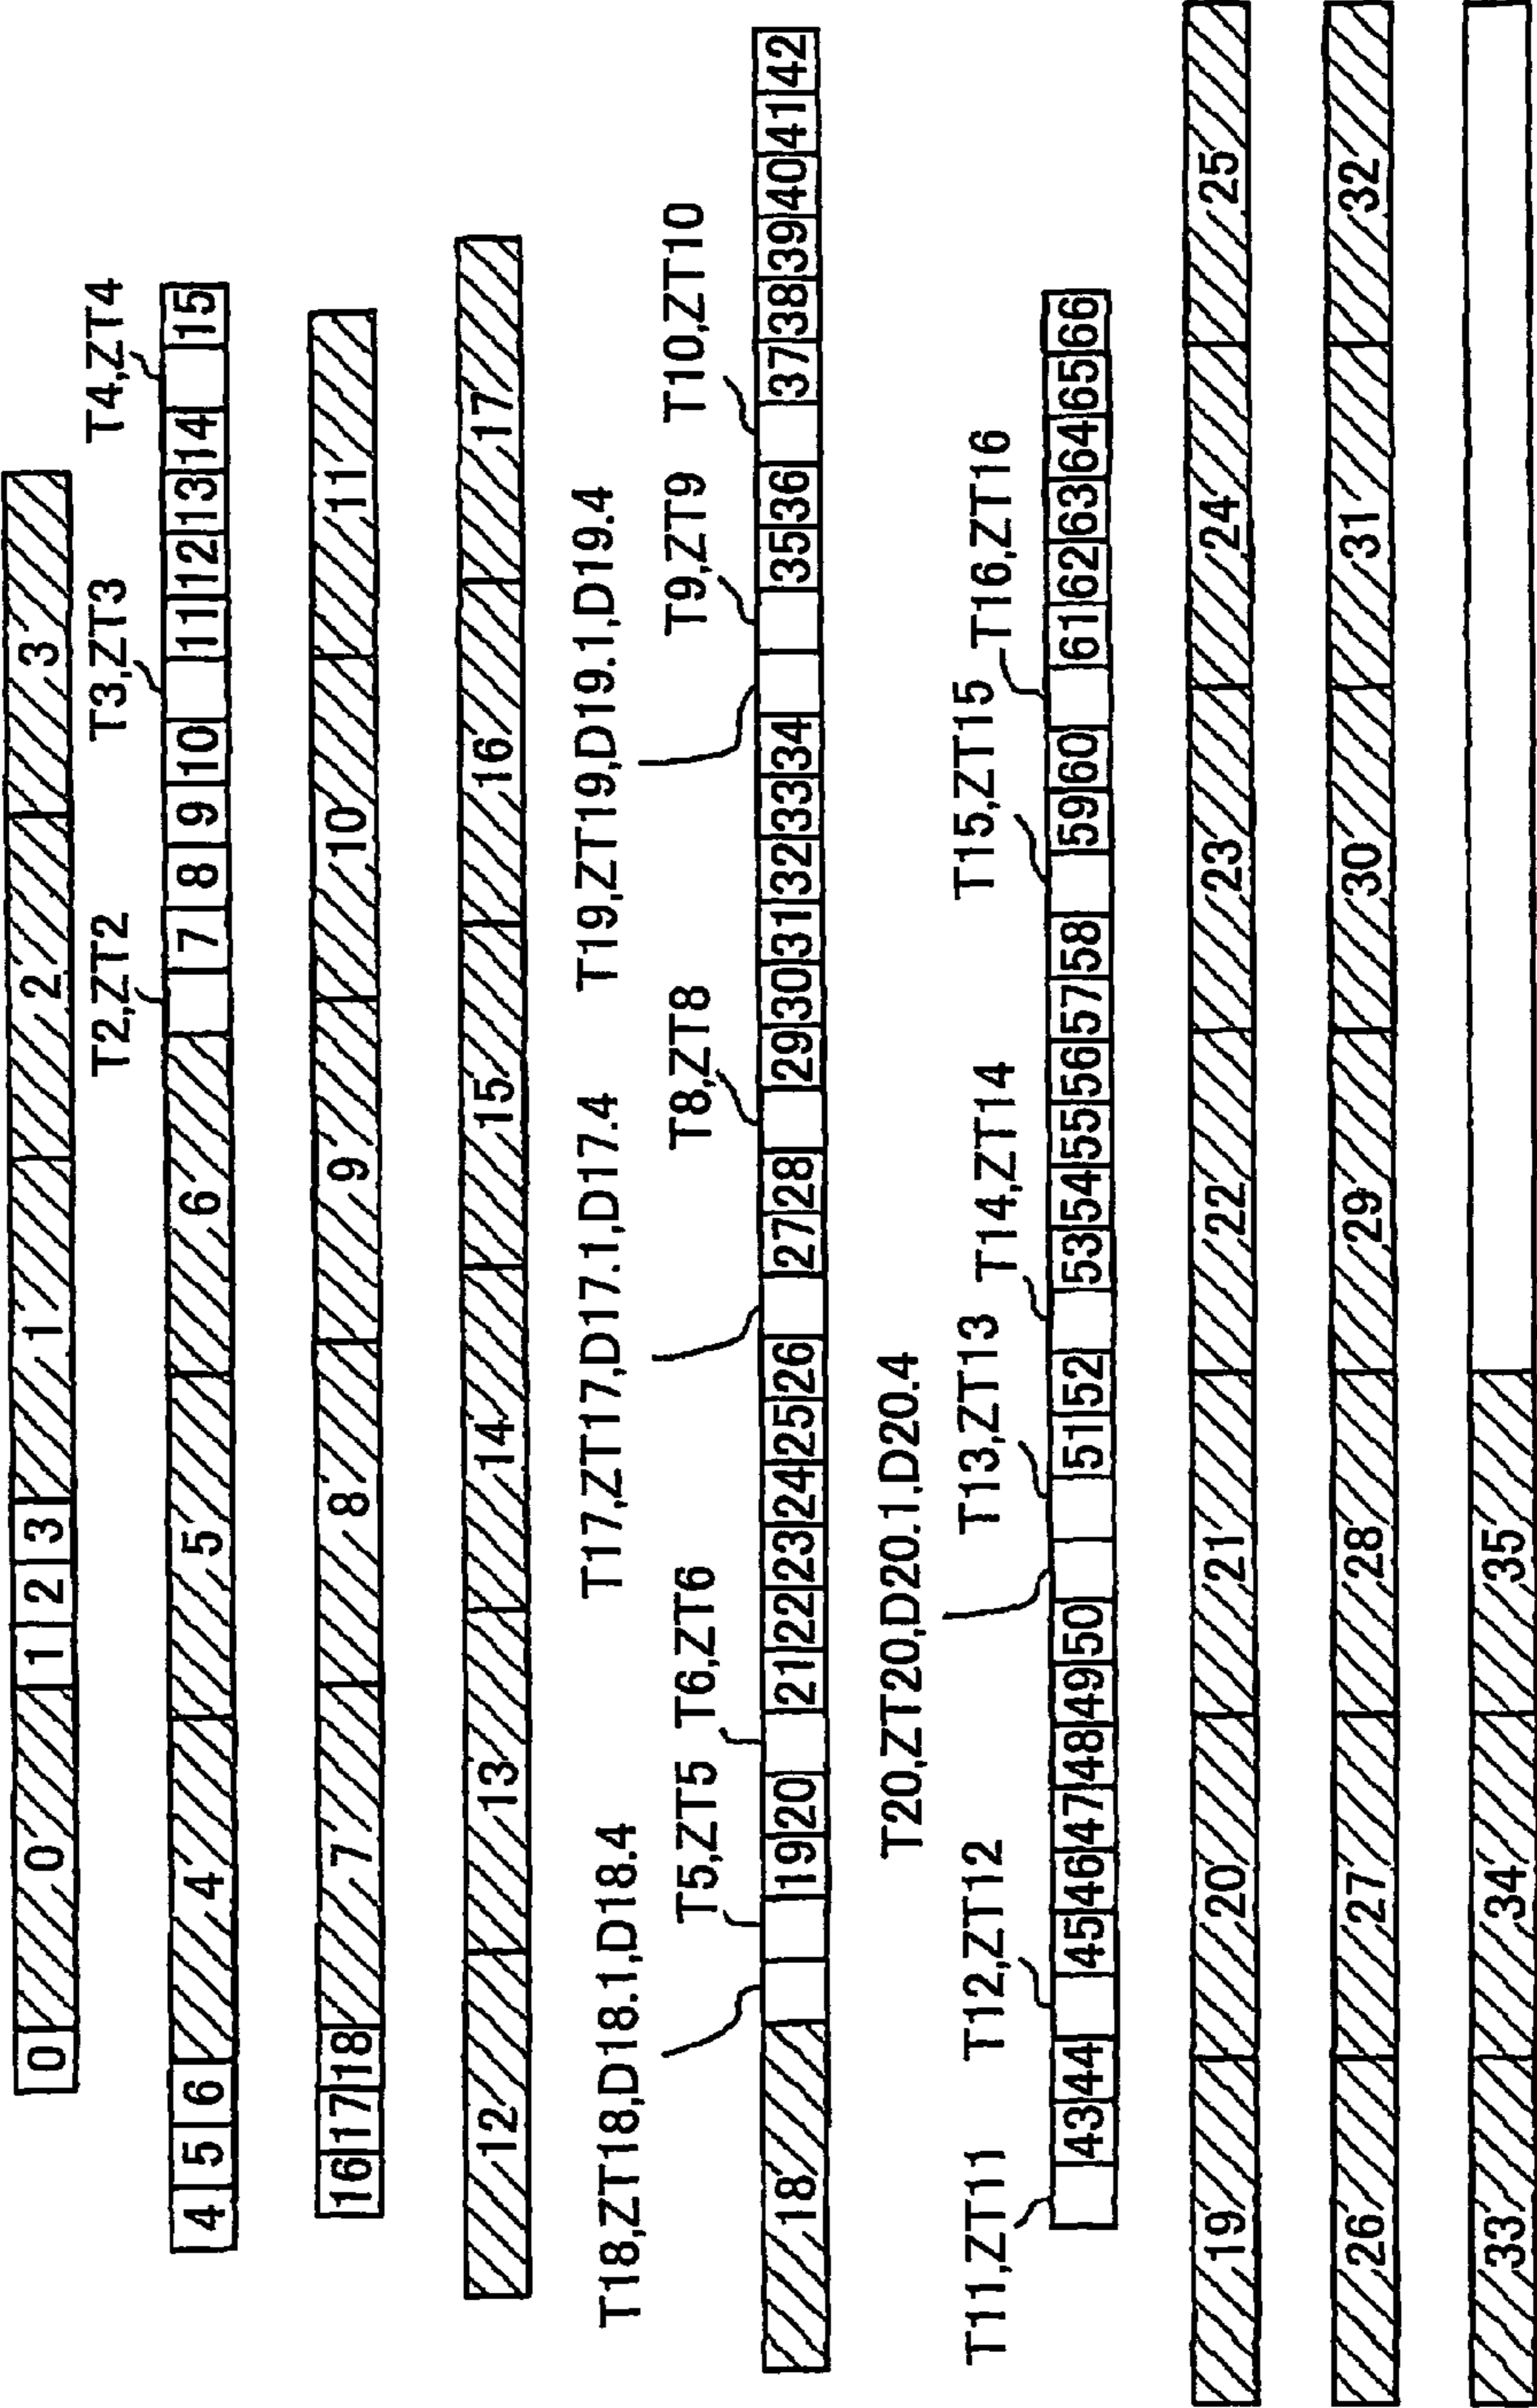 0 0 1 2 3 1 2 3
T2,ZT2 T3,ZT3 T4,ZT4
4 5 6 4 5 6 7 8 9 10 11 12 13 14 15
16 17 18 7 8 9 10 11
12 13 14 15 16 17
T18,ZT18,D18.1,D18.4 T17,ZT17,D17.1,D17.4 T19,ZT19,D19.1,D19.4
T5,ZT5 T6,ZT6 T8,ZT8 T9,ZT9 T10,ZT10
18 19 20 21 22 23 24 25 26 27 28 29 30 31 32 33 34 35 36 37 38 39 40 41 42
T20,ZT20,D20.1,D20.4
T11,ZT11 T12,ZT12 T13,ZT13 T14,ZT14 T15,ZT15 T16,ZT16
43 44 45 46 47 48 49 50 51 52 53 54 55 56 57 58 59 60 61 62 63 64 65 66
19 20 21 22 23 24 25
26 27 28 29 30 31 32
33 34 35